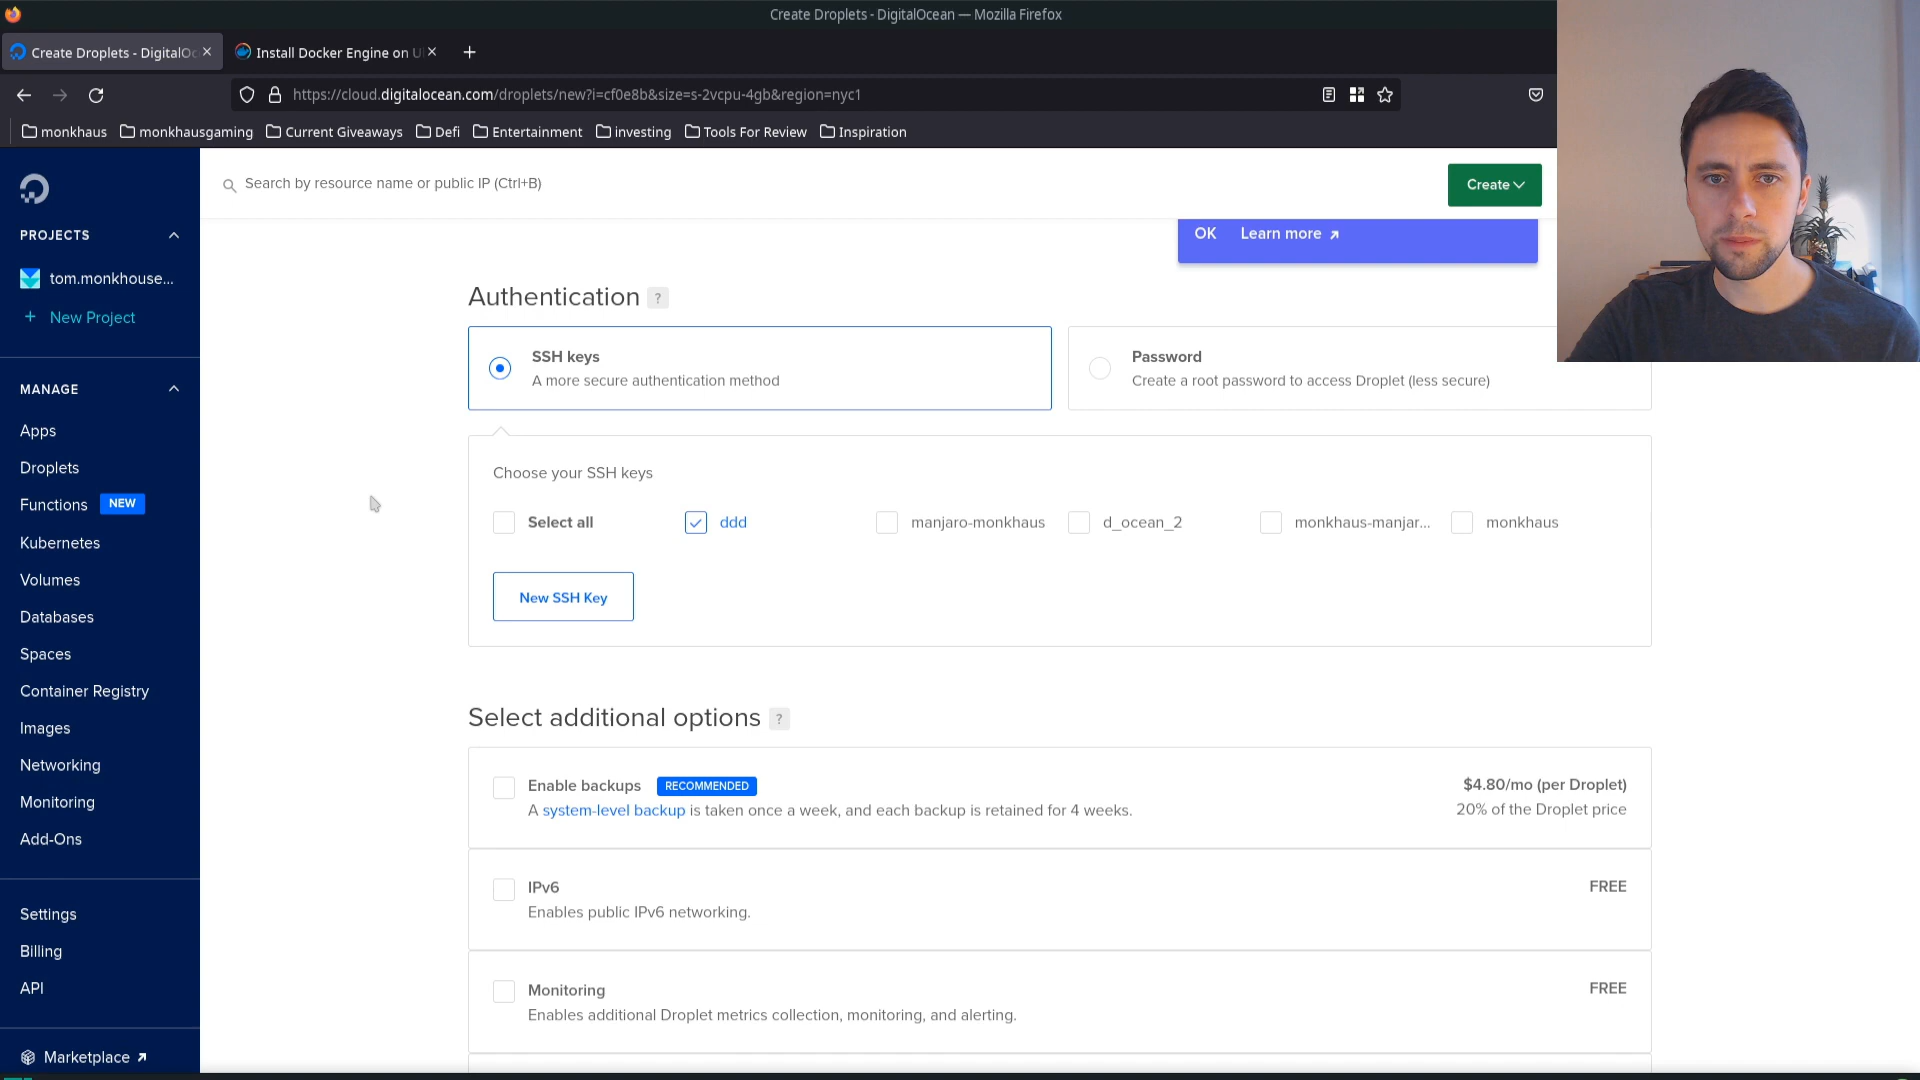 Create Droplets - DigitalOcean — Mozilla Firefox
Create Droplets - DigitalOc
Install Docker Engine on U
https://cloud.digitalocean.com/droplets/new?i=cf0e8b&size=s-2vcpu-4gb&region=nyc1
monkhaus monkhausgaming Current Giveaways Defi Entertainment investing Tools For Review Inspiration
Search by resource name or public IP (Ctrl+B)
Create
PROJECTS
tom.monkhouse...
+ New Project
MANAGE
Apps
Droplets
Functions NEW
Kubernetes
Volumes
Databases
Spaces
Container Registry
Images
Networking
Monitoring
Add-Ons
Settings
Billing
API
Marketplace
OK Learn more
Authentication ?
SSH keys
A more secure authentication method
Password
Create a root password to access Droplet (less secure)
Choose your SSH keys
Select all ddd manjaro-monkhaus d_ocean_2 monkhaus-manjar... monkhaus
New SSH Key
Select additional options ?
Enable backups RECOMMENDED
A system-level backup is taken once a week, and each backup is retained for 4 weeks.
$4.80/mo (per Droplet)
20% of the Droplet price
IPv6
Enables public IPv6 networking.
FREE
Monitoring
Enables additional Droplet metrics collection, monitoring, and alerting.
FREE